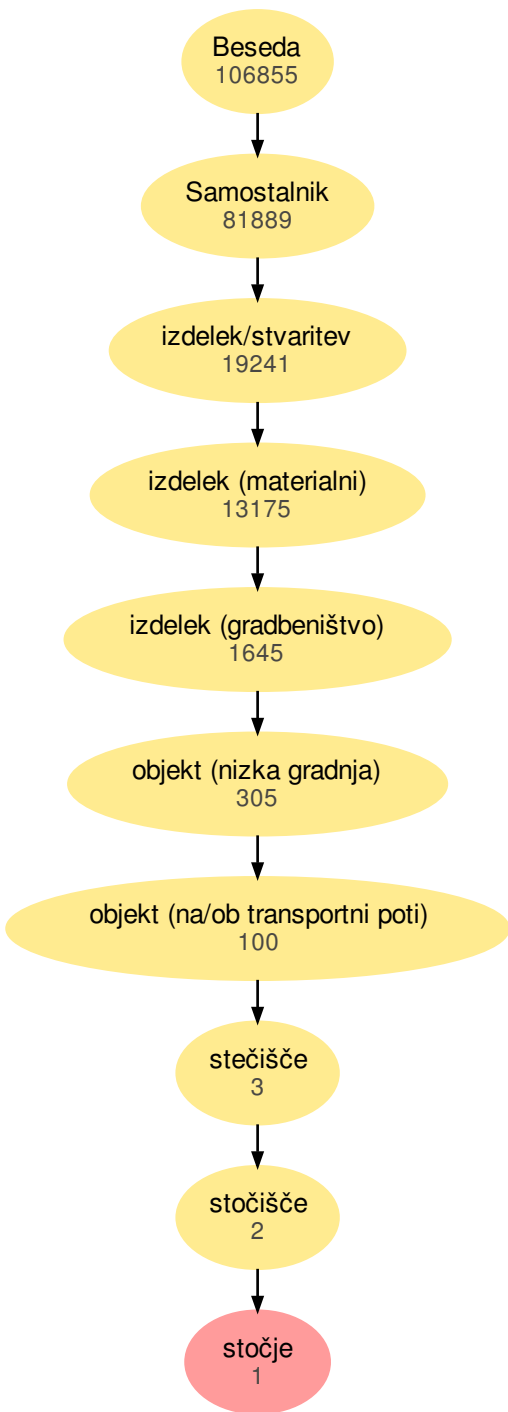 Beseda
106855
Samostalnik
81889
izdelek/stvaritev
19241
izdelek (materialni)
13175
izdelek (gradbeništvo)
1645
objekt (nizka gradnja)
305
objekt (na/ob transportni poti)
100
stečišče
3
stočišče
2
stočje
1